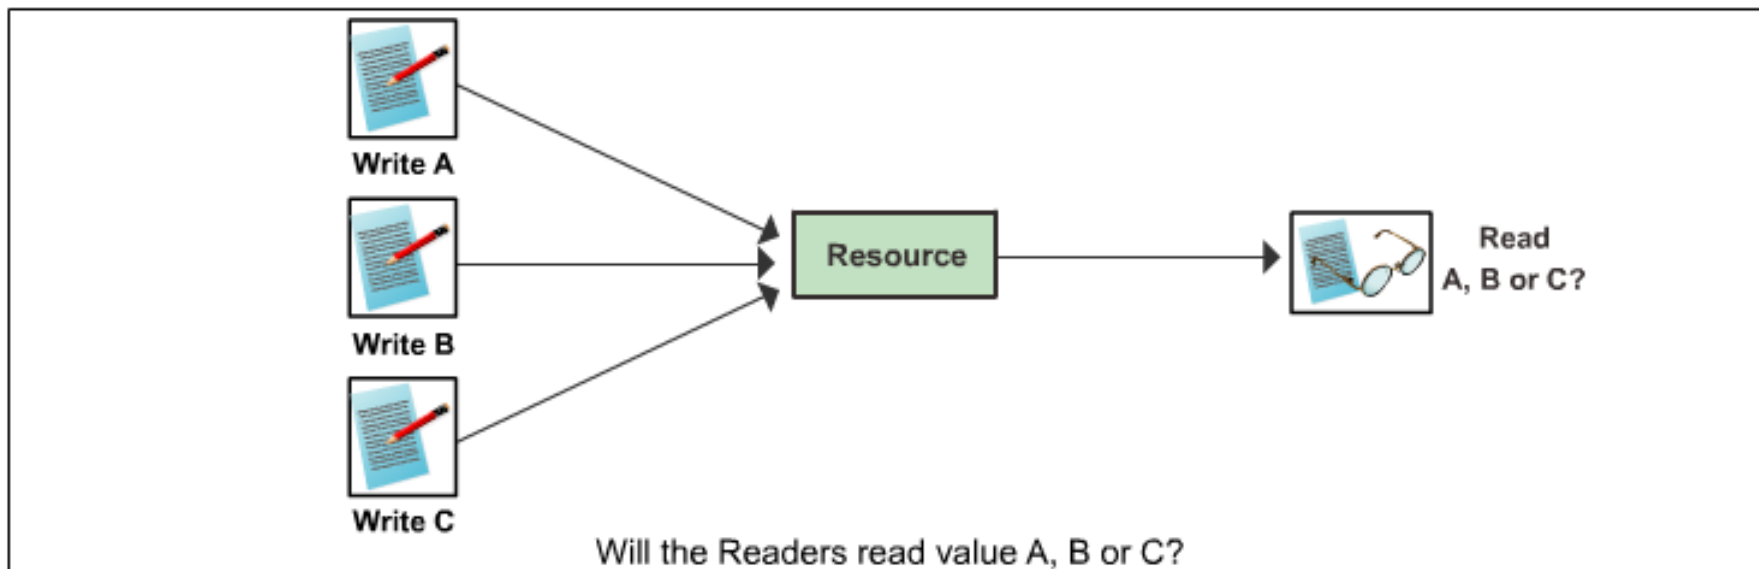 Write A
Write B
Write C
Resource
Read
A, B or C?
Will the Readers read value A, B or C?